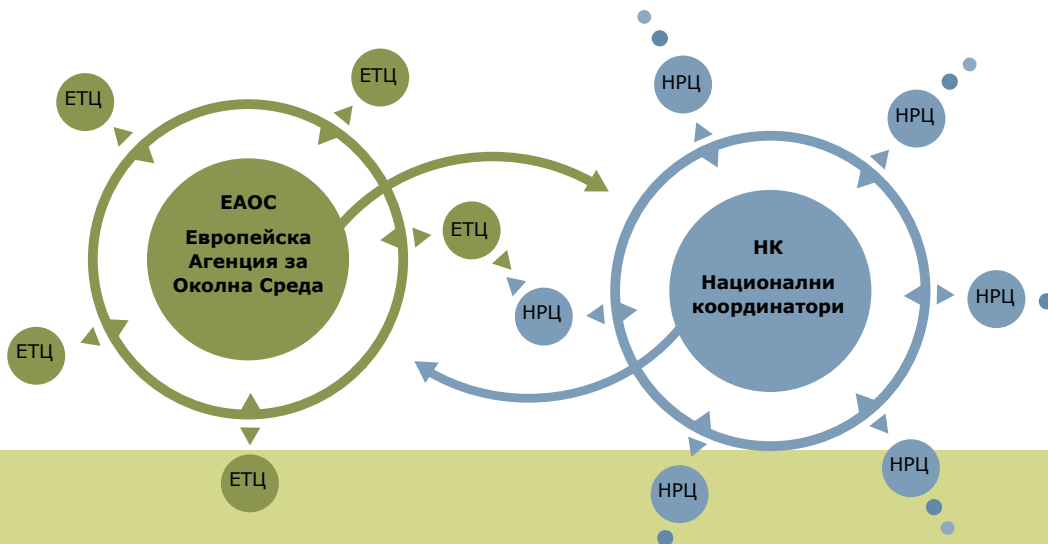 ЕТЦ
ЕТЦ
НРЦ
НРЦ
ЕАОС
Европейска
Агенция за
Околна Среда
ЕТЦ
НК
Национални
координатори
НРЦ
НРЦ
ЕТЦ
НРЦ
НРЦ
ЕТЦ
НРЦ